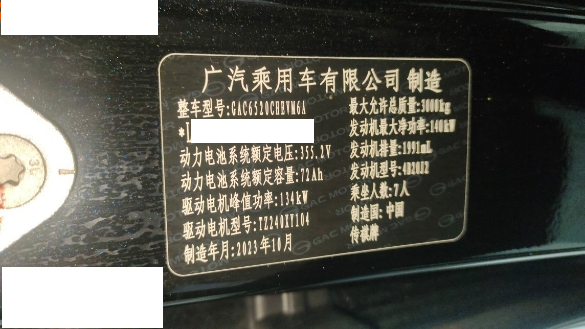 广汽乘用车有限公司 制造
整车型号:GAC6520CHEVM6A
*
动力电池系统额定电压:355.2V
动力电池系统额定容量:72Ah
驱动电机峰值功率:134kW
驱动电机型号:TZ240XY104
制造年月:2023年10月
最大允许总质量:3000kg
发动机最大净功率:140kW
发动机排量:1991mL
发动机型号:4B20J2
乘坐人数:7人
制造国:中国
传祺牌